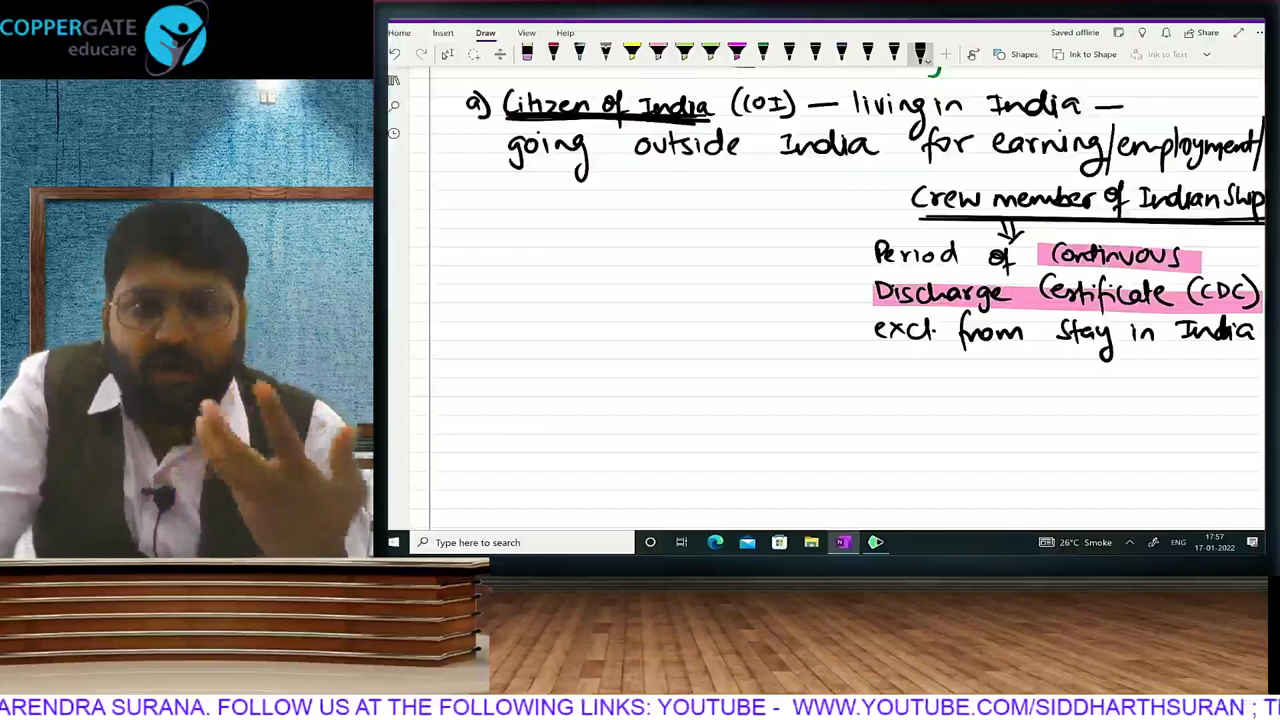 COPPERGATE
educare
Home Insert Draw View Help
Saved offline
Share
Shapes
Ink to Shape
Ink to Text
a) Citizen of India (COI) — living in India —
going outside India for earning/employment/
Crew member of Indian Ship
⇓
Period of Continuous
Discharge Certificate (CDC)
excl. from stay in India
Type here to search
26°C Smoke
ENG
17:57
17-01-2022
ARENDRA SURANA. FOLLOW US AT THE FOLLOWING LINKS: YOUTUBE - WWW.YOUTUBE.COM/SIDDHARTHSURAN ; T